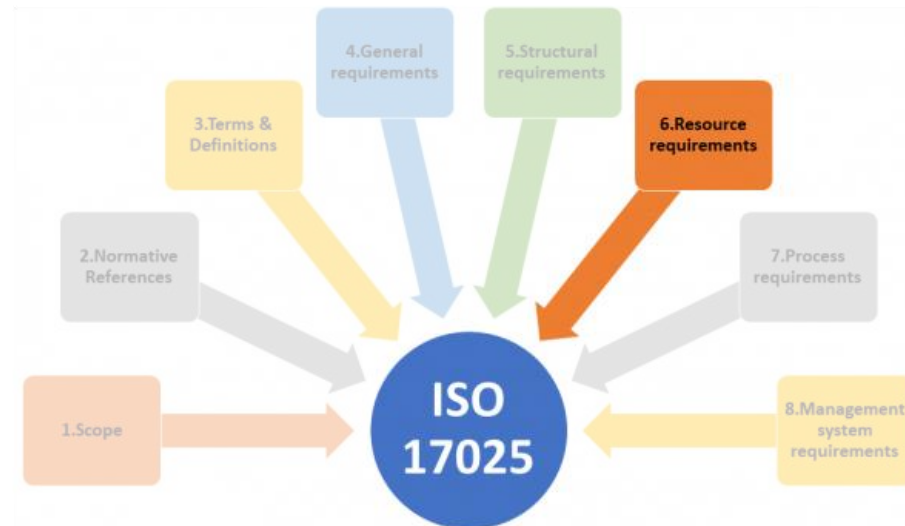 1.Scope
2.Normative
References
3.Terms &
Definitions
4.General
requirements
5.Structural
requirements
6.Resource
requirements
7.Process
requirements
8.Management
system
requirements
ISO
17025